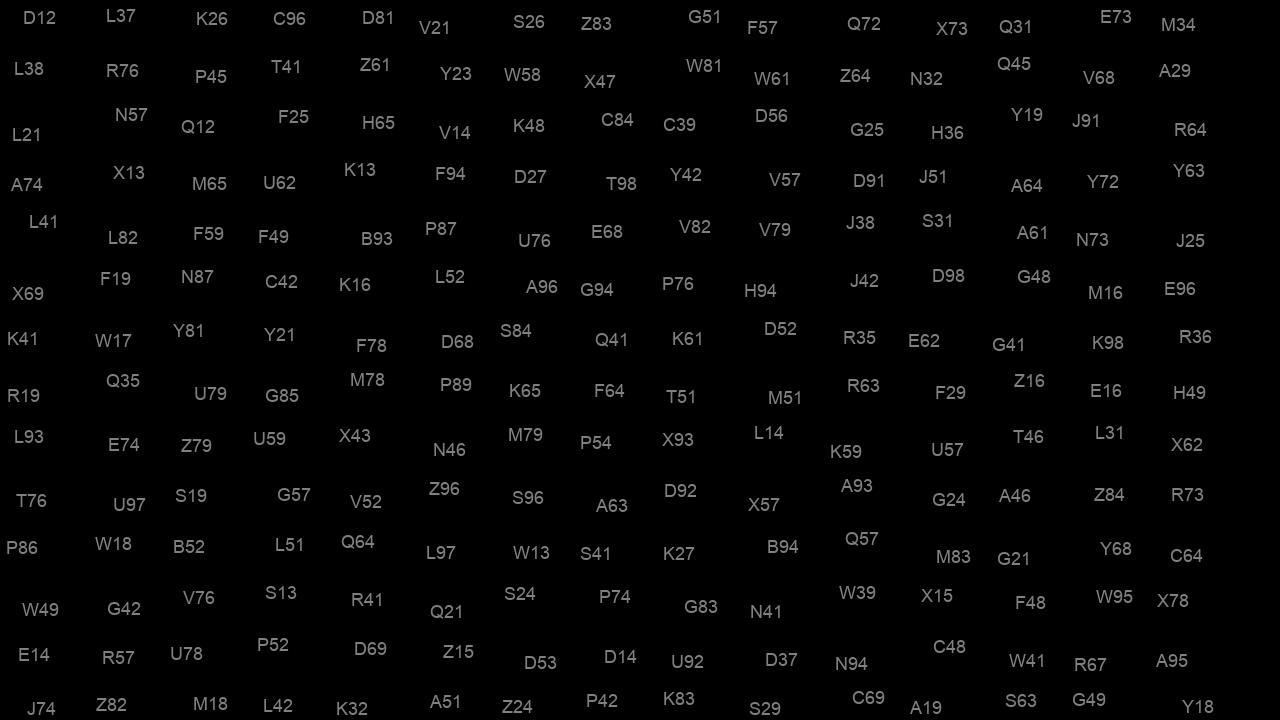 D12 L37 K26 C96 D81 V21 S26 Z83 G51 F57 Q72 X73 Q31 E73 M34
L38 R76 P45 T41 Z61 Y23 W58 X47 W81 W61 Z64 N32 Q45 V68 A29
L21 N57 Q12 F25 H65 V14 K48 C84 C39 D56 G25 H36 Y19 J91 R64
A74 X13 M65 U62 K13 F94 D27 T98 Y42 V57 D91 J51 A64 Y72 Y63
L41 L82 F59 F49 B93 P87 U76 E68 V82 V79 J38 S31 A61 N73 J25
X69 F19 N87 C42 K16 L52 A96 G94 P76 H94 J42 D98 G48 M16 E96
K41 W17 Y81 Y21 F78 D68 S84 Q41 K61 D52 R35 E62 G41 K98 R36
R19 Q35 U79 G85 M78 P89 K65 F64 T51 M51 R63 F29 Z16 E16 H49
L93 E74 Z79 U59 X43 N46 M79 P54 X93 L14 K59 U57 T46 L31 X62
T76 U97 S19 G57 V52 Z96 S96 A63 D92 X57 A93 G24 A46 Z84 R73
P86 W18 B52 L51 Q64 L97 W13 S41 K27 B94 Q57 M83 G21 Y68 C64
W49 G42 V76 S13 R41 Q21 S24 P74 G83 N41 W39 X15 F48 W95 X78
E14 R57 U78 P52 D69 Z15 D53 D14 U92 D37 N94 C48 W41 R67 A95
J74 Z82 M18 L42 K32 A51 Z24 P42 K83 S29 C69 A19 S63 G49 Y18